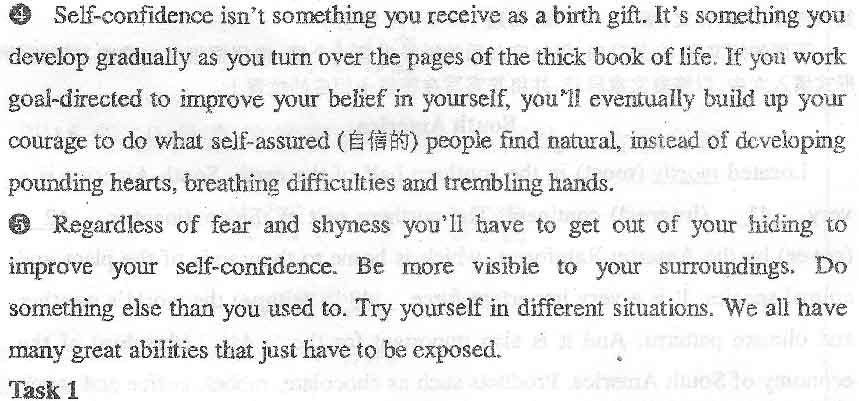 ❹ Self-confidence isn't something you receive as a birth gift. It's something you
develop gradually as you turn over the pages of the thick book of life. If you work
goal-directed to improve your belief in yourself, you'll eventually build up your
courage to do what self-assured (自信的) people find natural, instead of developing
pounding hearts, breathing difficulties and trembling hands.
❺ Regardless of fear and shyness you'll have to get out of your hiding to
improve your self-confidence. Be more visible to your surroundings. Do
something else than you used to. Try yourself in different situations. We all have
many great abilities that just have to be exposed.
Task 1